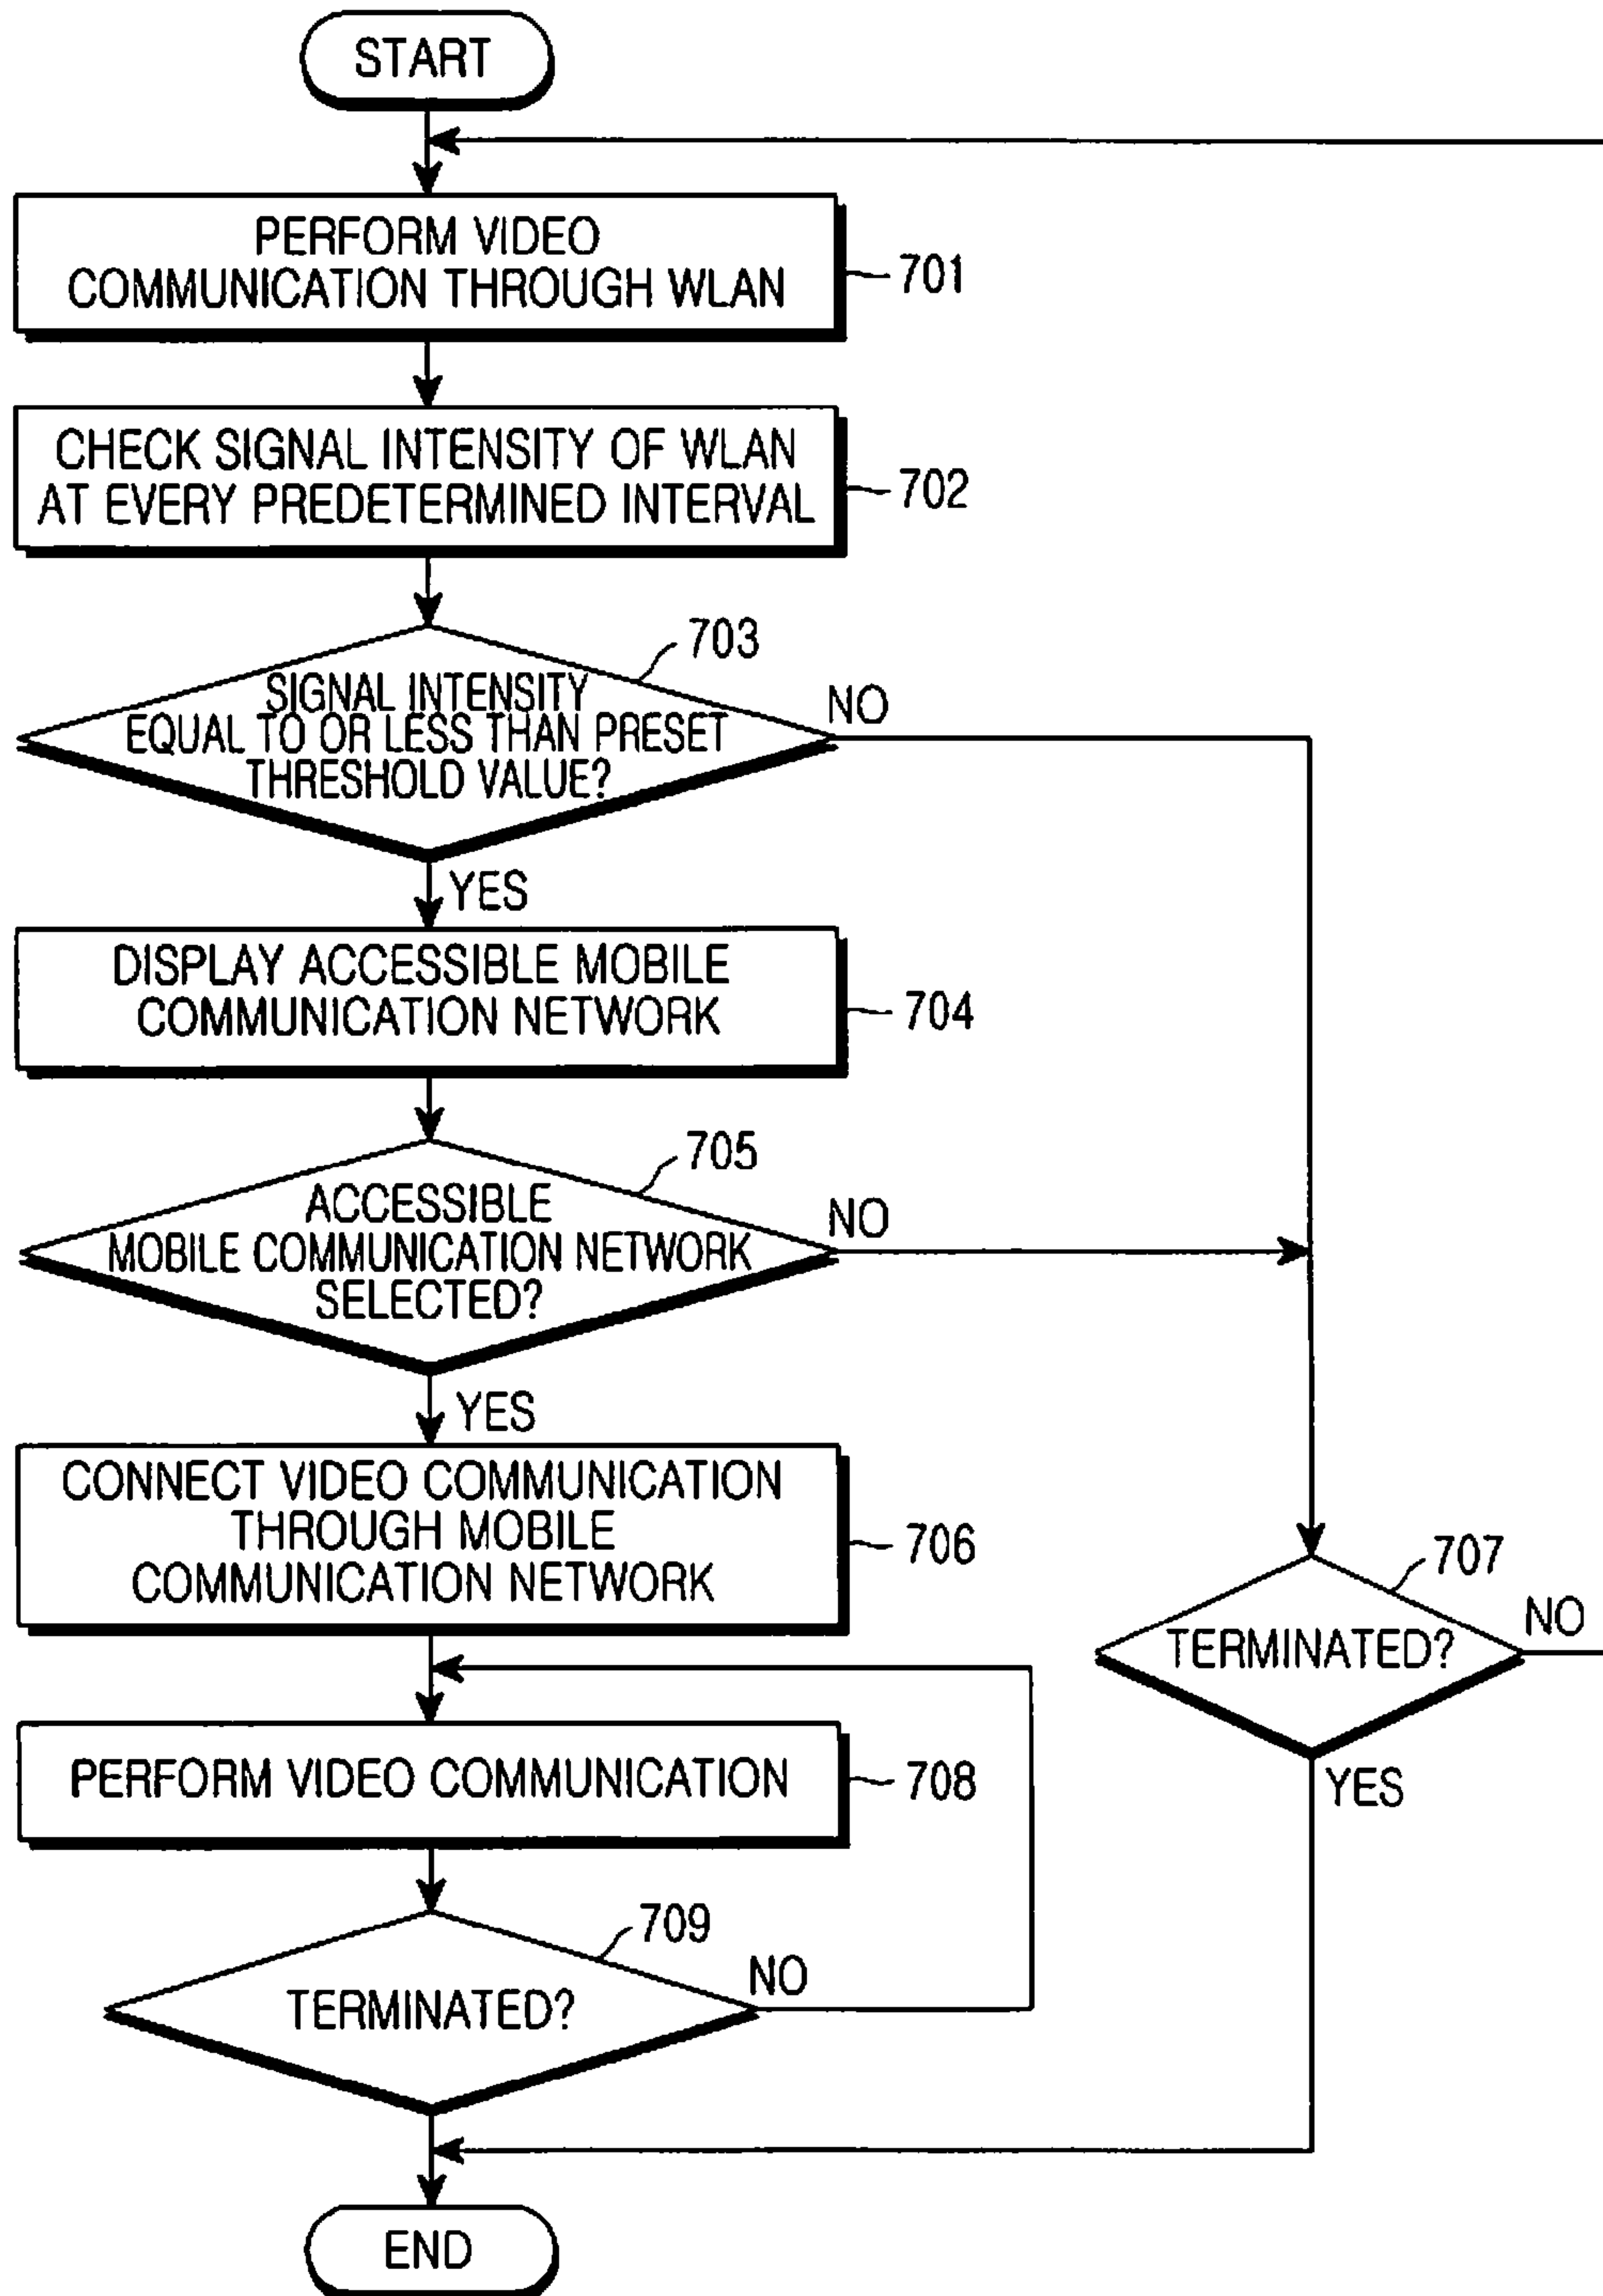 START
PERFORM VIDEO
COMMUNICATION THROUGH WLAN
701
CHECK SIGNAL INTENSITY OF WLAN
AT EVERY PREDETERMINED INTERVAL
702
703
SIGNAL INTENSITY
EQUAL TO OR LESS THAN PRESET
THRESHOLD VALUE?
NO
YES
DISPLAY ACCESSIBLE MOBILE
COMMUNICATION NETWORK
704
705
ACCESSIBLE
MOBILE COMMUNICATION NETWORK
SELECTED?
NO
YES
CONNECT VIDEO COMMUNICATION
THROUGH MOBILE
COMMUNICATION NETWORK
706
707
TERMINATED?
NO
YES
PERFORM VIDEO COMMUNICATION
708
709
TERMINATED?
NO
END